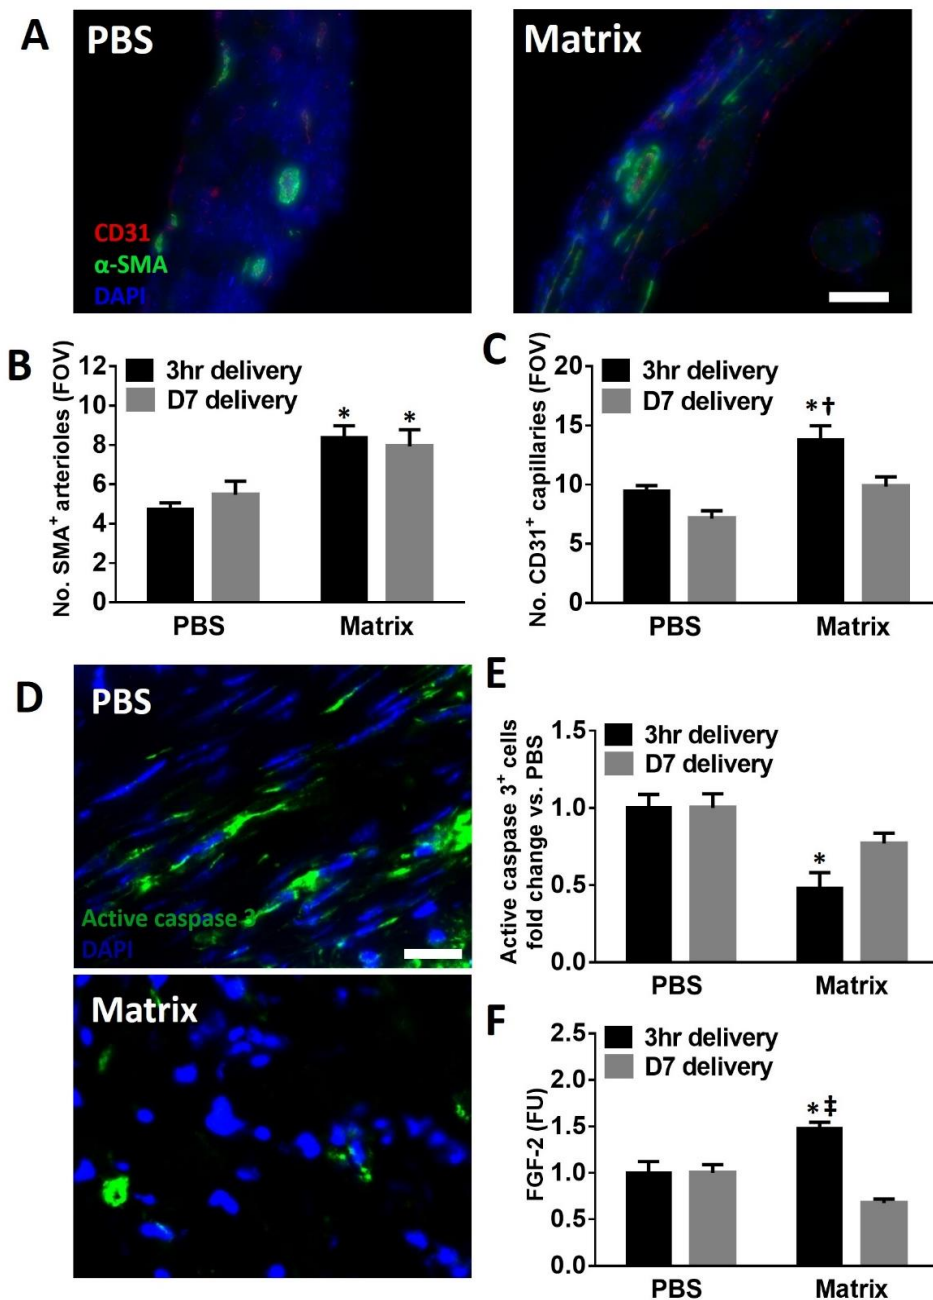 A
PBS
Matrix
CD31
α-SMA
DAPI
B
No. SMA+ arterioles (FOV)
12
10
8
6
4
2
0
3hr delivery
D7 delivery
*
*
PBS
Matrix
C
No. CD31+ capillaries (FOV)
20
15
10
5
0
3hr delivery
D7 delivery
*†
PBS
Matrix
D
PBS
Active caspase 3
DAPI
Matrix
E
Active caspase 3+ cells
fold change vs. PBS
1.5
1.0
0.5
0.0
3hr delivery
D7 delivery
*
PBS
Matrix
F
FGF-2 (FU)
2.5
2.0
1.5
1.0
0.5
0.0
3hr delivery
D7 delivery
*‡
PBS
Matrix